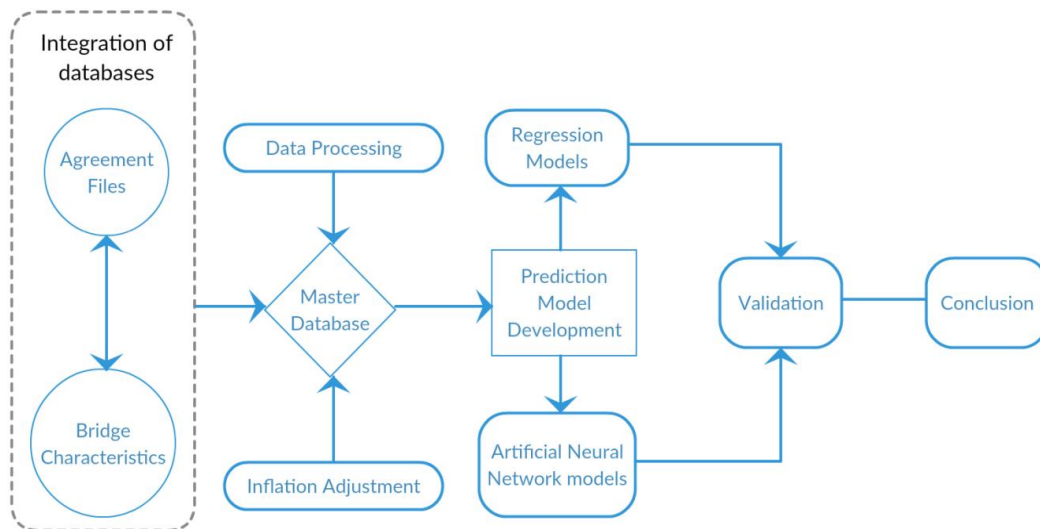 Integration of
databases
Agreement
Files
Bridge
Characteristics
Data Processing
Master
Database
Inflation Adjustment
Regression
Models
Prediction
Model
Development
Artificial Neural
Network models
Validation
Conclusion